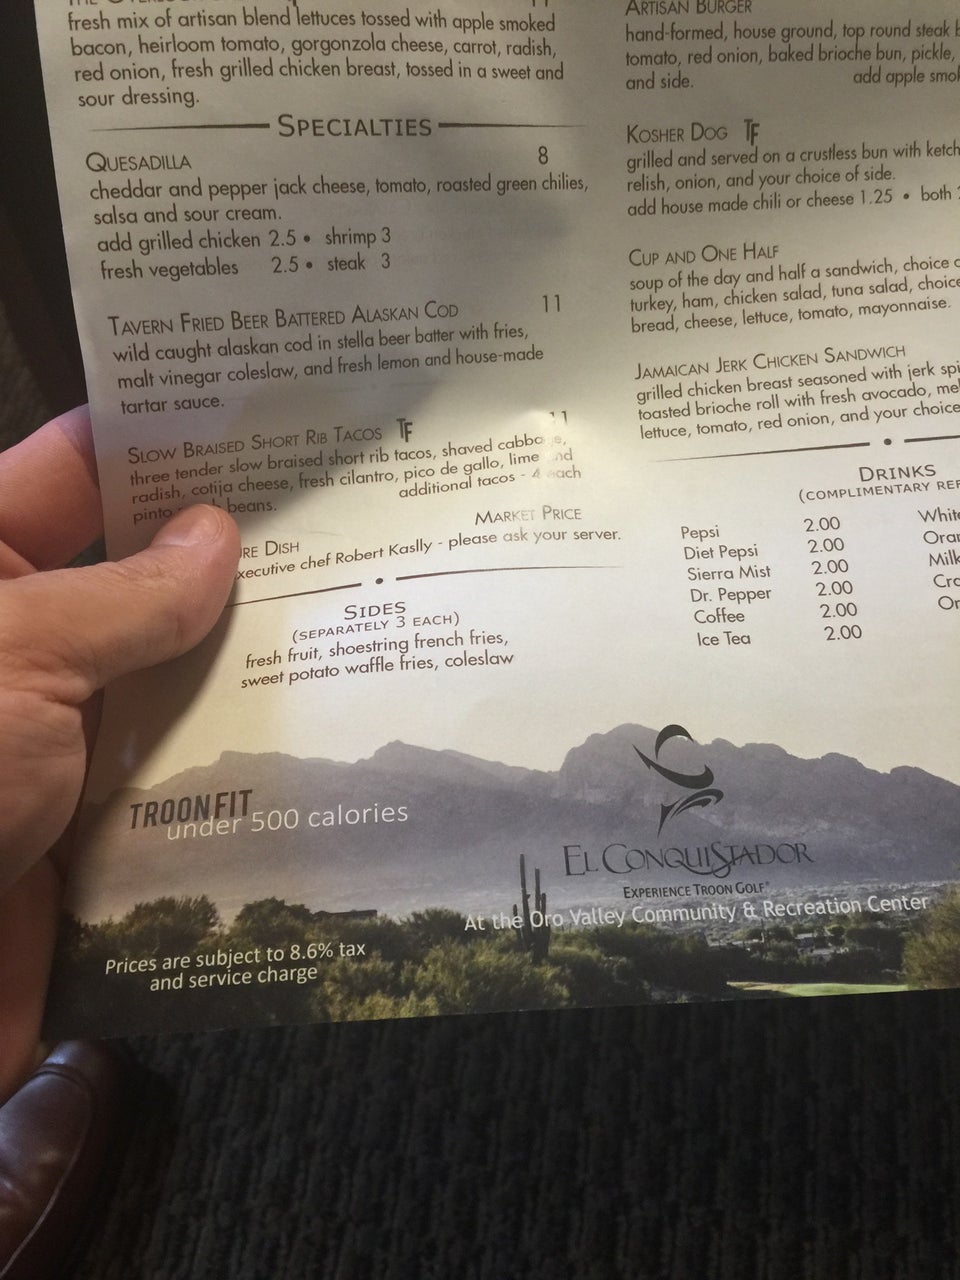 fresh mix of artisan blend lettuces tossed with apple smoked
bacon, heirloom tomato, gorgonzola cheese, carrot, radish,
red onion, fresh grilled chicken breast, tossed in a sweet and
sour dressing.
SPECIALTIES
QUESADILLA 8
cheddar and pepper jack cheese, tomato, roasted green chilies,
salsa and sour cream.
add grilled chicken 2.5 • shrimp 3
fresh vegetables 2.5 • steak 3
TAVERN FRIED BEER BATTERED ALASKAN COD 11
wild caught alaskan cod in stella beer batter with fries,
malt vinegar coleslaw, and fresh lemon and house-made
tartar sauce.
SLOW BRAISED SHORT RIB TACOS TF 11
three tender slow braised short rib tacos, shaved cabbage,
radish, cotija cheese, fresh cilantro, pico de gallo, lime and
pinto beans. additional tacos - 4 each
DISH MARKET PRICE
executive chef Robert Kaslly - please ask your server.
SIDES
(SEPARATELY 3 EACH)
fresh fruit, shoestring french fries,
sweet potato waffle fries, coleslaw
ARTISAN BURGER
hand-formed, house ground, top round steak
tomato, red onion, baked brioche bun, pickle,
and side. add apple
KOSHER DOG TF
grilled and served on a crustless bun with
relish, onion, and your choice of side.
add house made chili or cheese 1.25 • both
CUP AND ONE HALF
soup of the day and half a sandwich, choice
turkey, ham, chicken salad, tuna salad, choice
bread, cheese, lettuce, tomato, mayonnaise.
JAMAICAN JERK CHICKEN SANDWICH
grilled chicken breast seasoned with jerk
toasted brioche roll with fresh avocado,
lettuce, tomato, red onion, and your choice
DRINKS
(COMPLIMENTARY
Pepsi 2.00
Diet Pepsi 2.00
Sierra Mist 2.00
Dr. Pepper 2.00
Coffee 2.00
Ice Tea 2.00
White
Milk
TROONFIT
under 500 calories
EL CONQUISTADOR
EXPERIENCE TROON GOLF®
At the Oro Valley Community & Recreation Center
Prices are subject to 8.6% tax
and service charge